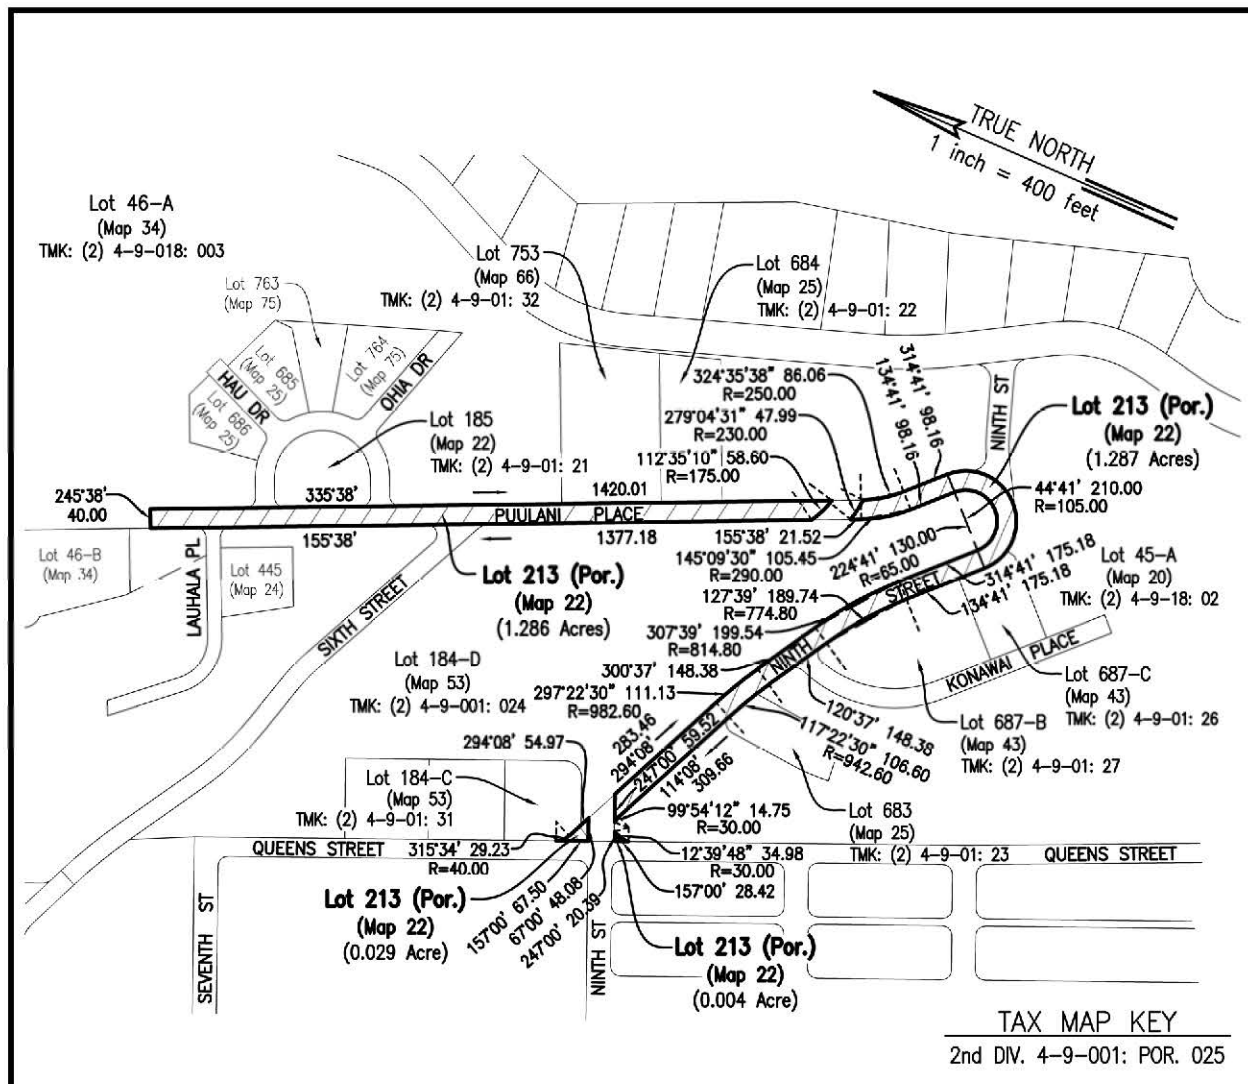 TRUE NORTH
1 inch = 400 feet
Lot 46-A
(Map 34)
TMK: (2) 4-9-018: 003
Lot 763
(Map 75)
Lot 753
(Map 66)
TMK: (2) 4-9-01: 32
Lot 684
(Map 25)
TMK: (2) 4-9-01: 22
Lot 685
(Map 25)
Lot 764
(Map 75)
HAU DR
OHIA DR
Lot 686
(Map 25)
Lot 185
(Map 22)
TMK: (2) 4-9-01: 21
324°35'38" 86.06
R=250.00
279°04'31" 47.99
R=230.00
112°35'10" 58.60
R=175.00
314°41' 98.16
134°41' 98.16
NINTH ST
Lot 213 (Por.)
(Map 22)
(1.287 Acres)
44°41' 210.00
R=105.00
245°38'
40.00
335°38'
1420.01
PUULANI PLACE
155°38'
1377.18
155°38' 21.52
145°09'30" 105.45
R=290.00
224°41' 130.00
R=65.00
127°39' 189.74
R=774.80
307°39' 199.54
R=814.80
300°37' 148.38
297°22'30" 111.13
R=982.60
STREET
NINTH
314°41' 175.18
134°41' 175.18
Lot 45-A
(Map 20)
TMK: (2) 4-9-18: 02
Lot 46-B
(Map 34)
LAUHALA PL
Lot 445
(Map 24)
SIXTH STREET
Lot 213 (Por.)
(Map 22)
(1.286 Acres)
Lot 184-D
(Map 53)
TMK: (2) 4-9-001: 024
KONAWAI PLACE
Lot 687-C
(Map 43)
TMK: (2) 4-9-01: 26
Lot 687-B
(Map 43)
TMK: (2) 4-9-01: 27
120°37' 148.38
117°22'30" 106.60
R=942.60
283.46
294°08'
247°00' 59.52
114°08'
309.66
294°08' 54.97
Lot 184-C
(Map 53)
TMK: (2) 4-9-01: 31
99°54'12" 14.75
R=30.00
Lot 683
(Map 25)
TMK: (2) 4-9-01: 23
QUEENS STREET
315°34' 29.23
R=40.00
12°39'48" 34.98
R=30.00
157°00' 28.42
QUEENS STREET
157°00' 67.50
67°00' 48.08
247°00' 20.39
Lot 213 (Por.)
(Map 22)
(0.029 Acre)
SEVENTH ST
NINTH ST
Lot 213 (Por.)
(Map 22)
(0.004 Acre)
TAX MAP KEY
2nd DIV. 4-9-001: POR. 025